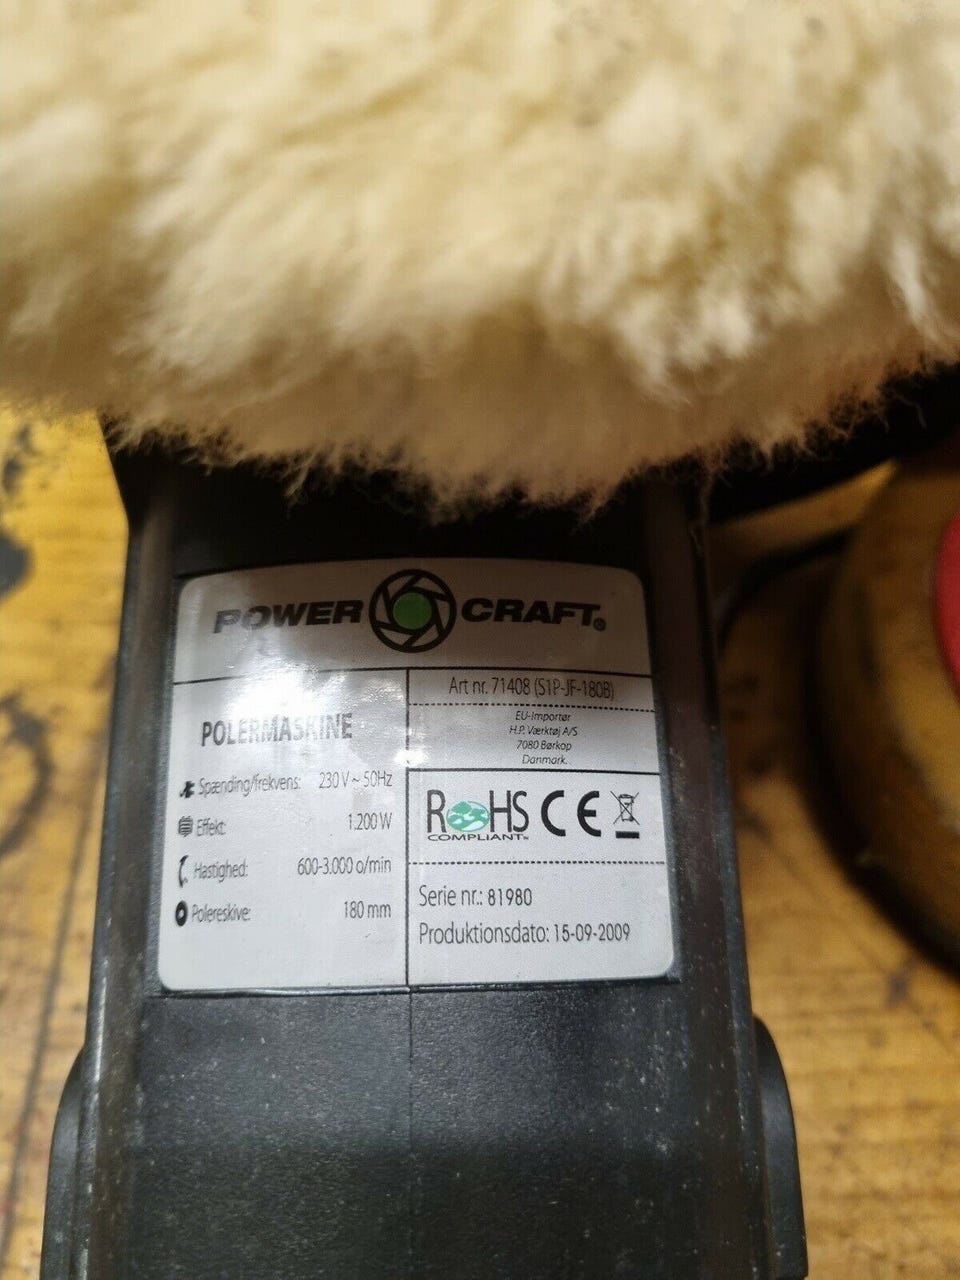 POWER CRAFT®
POLERMASKINE
Spænding/frekvens: 230 V ~ 50Hz
Effekt: 1.200 W
Hastighed: 600-3.000 o/min
Polereskive: 180 mm
Art nr. 71408 (S1P-JF-180B)
EU-Importør
H.P. Værktøj A/S
7080 Børkop
Danmark.
RoHS
COMPLIANT™
CE
Serie nr.: 81980
Produktionsdato: 15-09-2009